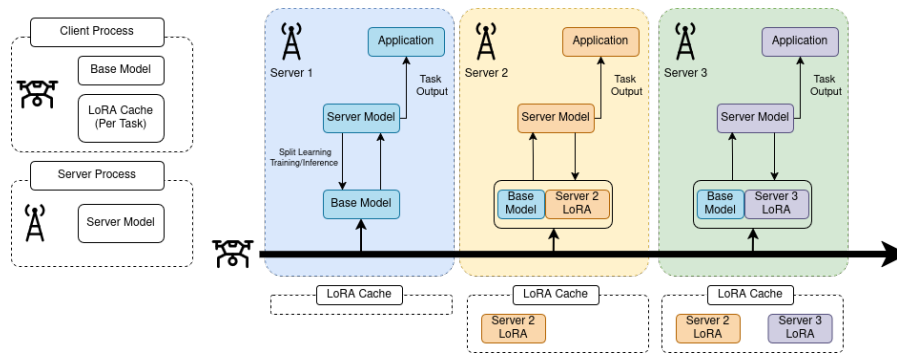 Client Process
Base Model
LoRA Cache
(Per Task)
Server Process
Server Model
Server 1
Application
Task
Output
Server Model
Split Learning
Training/Inference
Base Model
LoRA Cache
Server 2
Application
Task
Output
Server Model
Base
Model
Server 2
LoRA
LoRA Cache
Server 2
LoRA
Server 3
Application
Task
Output
Server Model
Base
Model
Server 3
LoRA
LoRA Cache
Server 2
LoRA
Server 3
LoRA